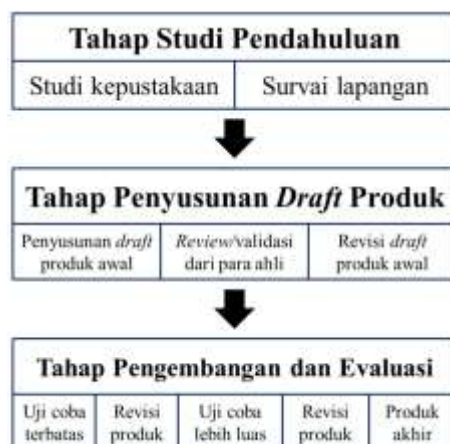 Tahap Studi Pendahuluan
Studi kepustakaan
Survai lapangan
Tahap Penyusunan Draft Produk
Penyusunan draft
produk awal
Review/validasi
dari para ahli
Revisi draft
produk awal
Tahap Pengembangan dan Evaluasi
Uji coba
terbatas
Revisi
produk
Uji coba
lebih luas
Revisi
produk
Produk
akhir